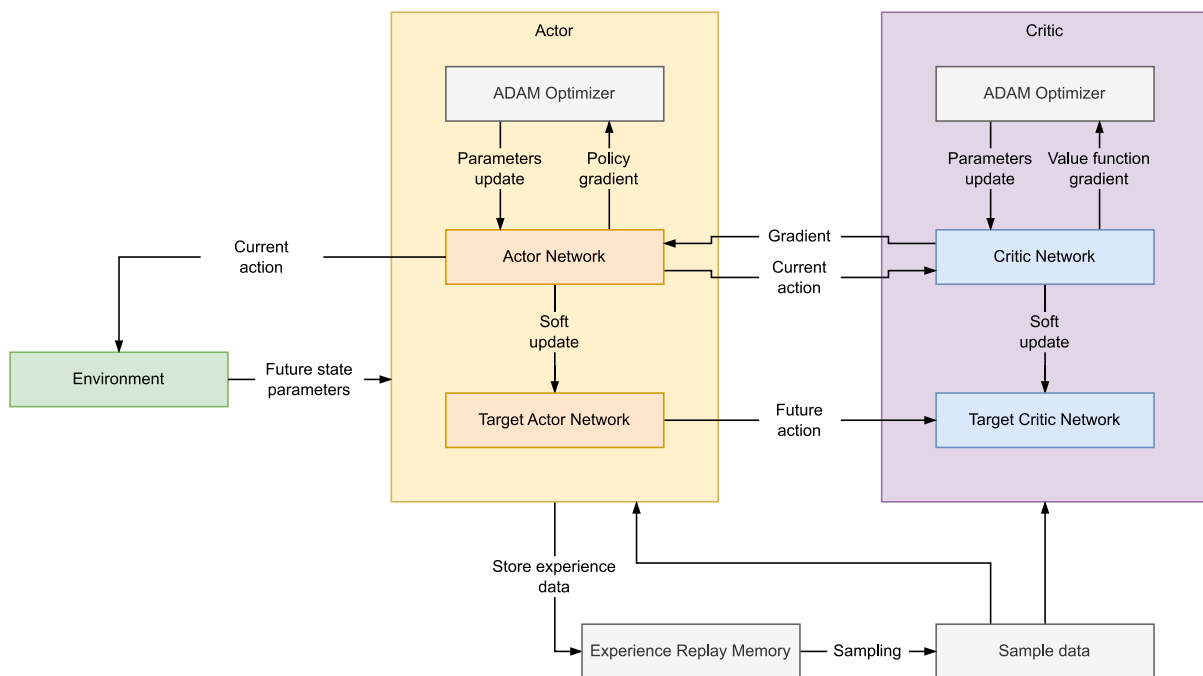 Actor
Critic
ADAM Optimizer
ADAM Optimizer
Parameters
update
Policy
gradient
Parameters
update
Value function
gradient
Current
action
Actor Network
Gradient
Current
action
Critic Network
Soft
update
Soft
update
Environment
Future state
parameters
Target Actor Network
Future
action
Target Critic Network
Store experience
data
Experience Replay Memory
Sampling
Sample data